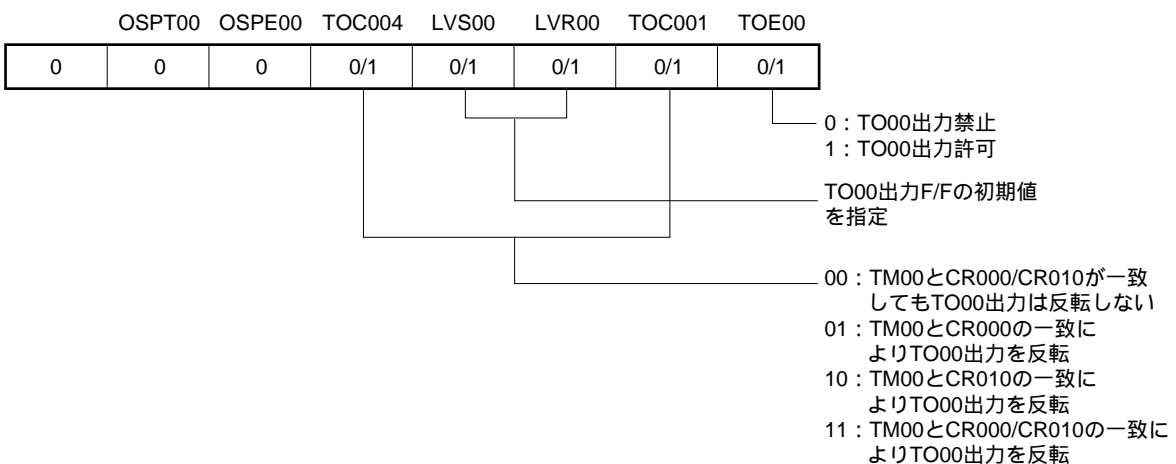 OSPT00 OSPE00 TOC004 LVS00 LVR00 TOC001 TOE00
0 0 0 0/1 0/1 0/1 0/1 0/1
0：TO00出力禁止
1：TO00出力許可
TO00出力F/Fの初期値
を指定
00：TM00とCR000/CR010が一致
してもTO00出力は反転しない
01：TM00とCR000の一致に
よりTO00出力を反転
10：TM00とCR010の一致に
よりTO00出力を反転
11：TM00とCR000/CR010の一致に
よりTO00出力を反転